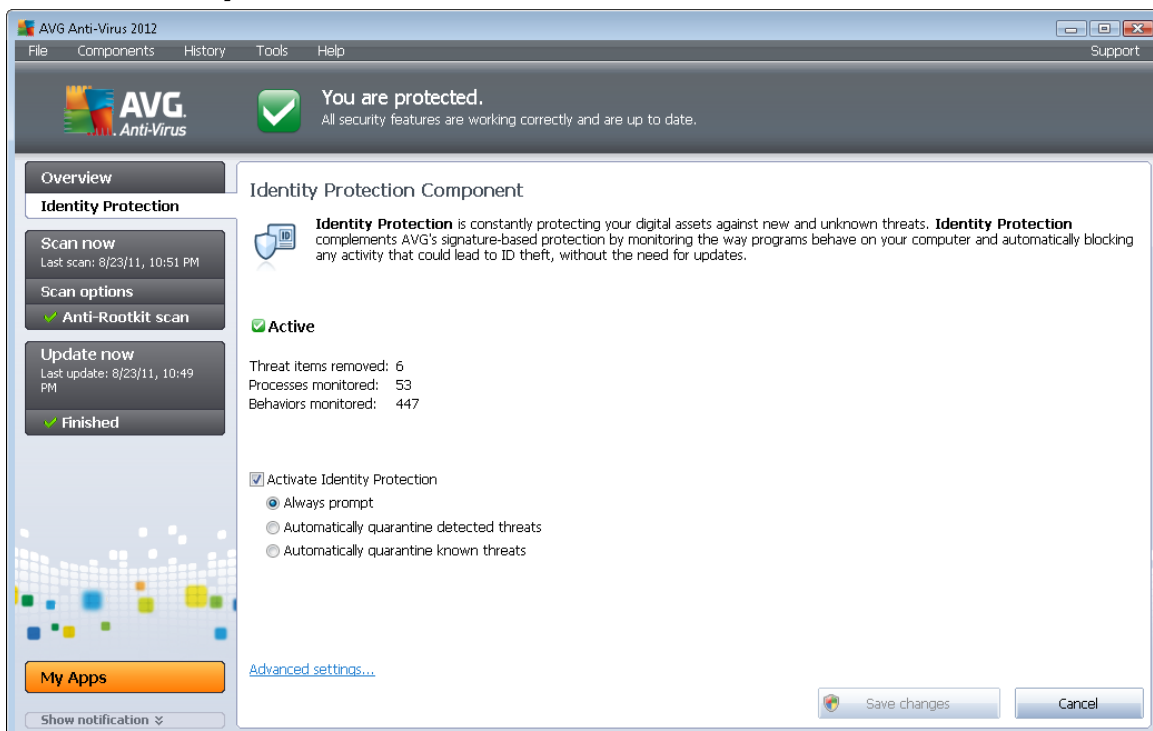 AVG Anti-Virus 2012
File Components History Tools Help Support
AVG.
Anti-Virus
You are protected.
All security features are working correctly and are up to date.
Overview
Identity Protection
Scan now
Last scan: 8/23/11, 10:51 PM
Scan options
Anti-Rootkit scan
Update now
Last update: 8/23/11, 10:49
PM
Finished
My Apps
Show notification
Identity Protection Component
ID
Identity Protection is constantly protecting your digital assets against new and unknown threats. Identity Protection
complements AVG's signature-based protection by monitoring the way programs behave on your computer and automatically blocking
any activity that could lead to ID theft, without the need for updates.
Active
Threat items removed: 6
Processes monitored: 53
Behaviors monitored: 447
Activate Identity Protection
Always prompt
Automatically quarantine detected threats
Automatically quarantine known threats
Advanced settings...
Save changes
Cancel